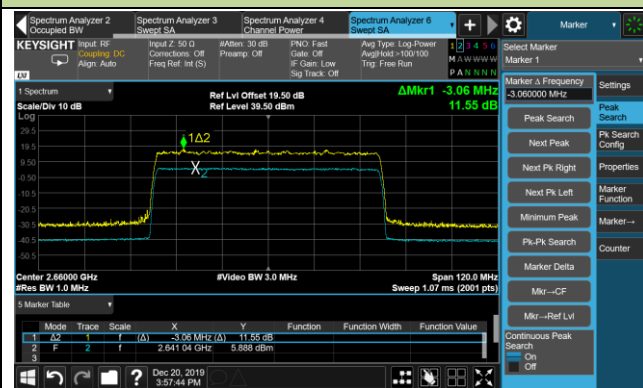 Spectrum Analyzer 2
Occupied BW
Spectrum Analyzer 3
Swept SA
Spectrum Analyzer 4
Channel Power
Spectrum Analyzer 6
Swept SA
Marker
KEYSIGHT
Input: RF
Coupling: DC
Align: Auto
Input Z: 50 Ω
Corrections: Off
Freq Ref: Int (S)
#Atten: 30 dB
Preamp: Off
PNO: Fast
Gate: Off
IF Gain: Low
Sig Track: Off
Avg Type: Log-Power
Avg|Hold:>100/100
Trig: Free Run
1 2 3 4 5 6
M A W W W W
P A N N N N
LXI
Select Marker
Marker 1
1 Spectrum
Scale/Div 10 dB
Ref Lvl Offset 19.50 dB
Ref Level 39.50 dBm
ΔMkr1 -3.06 MHz
11.55 dB
Log
29.5
19.5
9.50
-0.50
-10.5
-20.5
-30.5
-40.5
-50.5
1Δ2
X2
Center 2.66000 GHz
#Res BW 1.0 MHz
#Video BW 3.0 MHz
Span 120.0 MHz
Sweep 1.07 ms (2001 pts)
5 Marker Table
Mode Trace Scale X Y Function Function Width Function Value
1 Δ2 1 f (Δ) -3.06 MHz (Δ) 11.55 dB
2 F 2 f 2.641 04 GHz 5.888 dBm
3
Dec 20, 2019
3:57:44 PM
Marker Δ Frequency
-3.060000 MHz
Peak Search
Next Peak
Next Pk Right
Next Pk Left
Minimum Peak
Pk-Pk Search
Marker Delta
Mkr→CF
Mkr→Ref Lvl
Continuous Peak
Search
On
Off
Settings
Peak
Search
Pk Search
Config
Properties
Marker
Function
Marker→
Counter